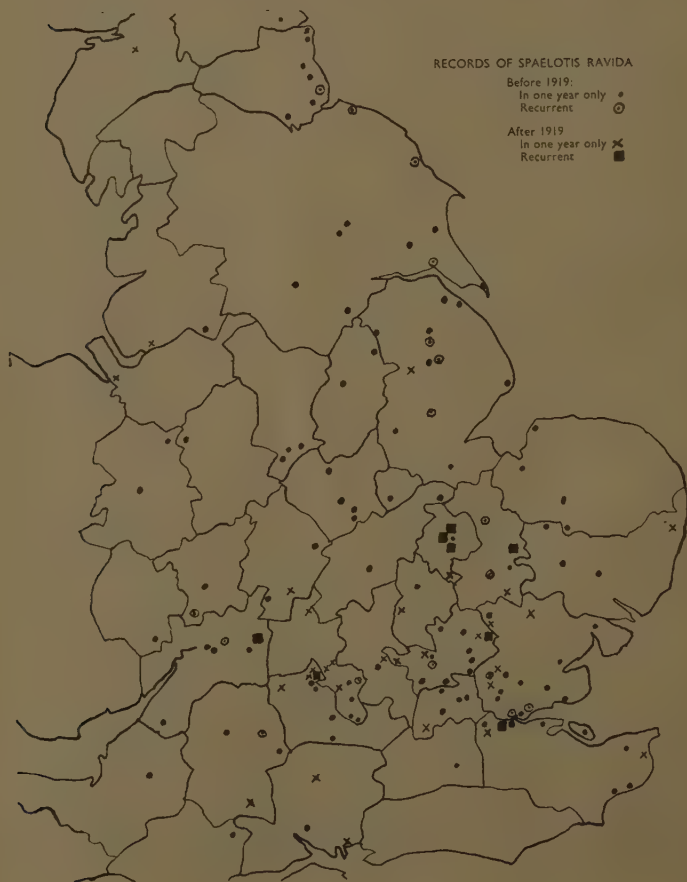 RECORDS OF SPAELOTIS RAVIDA
Before 1919:
In one year only
Recurrent
After 1919
In one year only
Recurrent